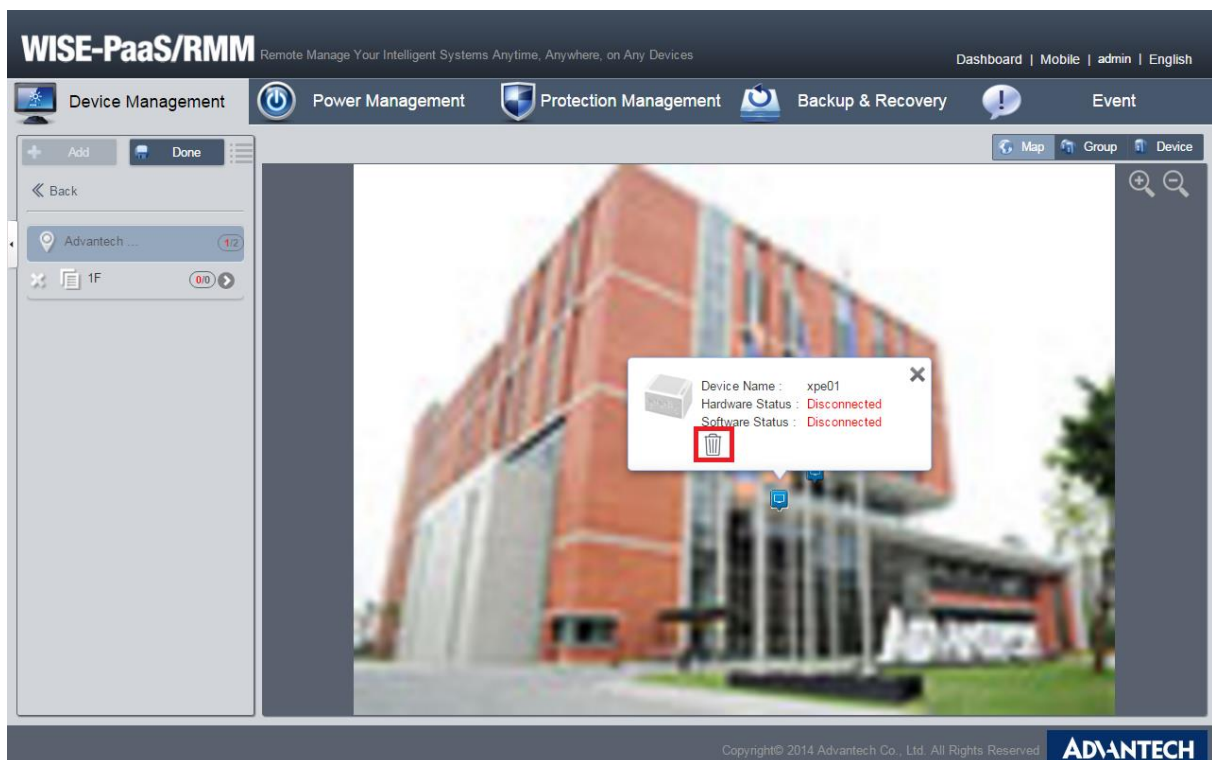 WISE-PaaS/RMM Remote Manage Your Intelligent Systems Anytime, Anywhere, on Any Devices
Dashboard | Mobile | admin | English
Device Management Power Management Protection Management Backup & Recovery Event
+ Add Done
Map Group Device
Back
Advantech ... 1/2
1F 0/0
Device Name : xpe01
Hardware Status : Disconnected
Software Status : Disconnected
Copyright© 2014 Advantech Co., Ltd. All Rights Reserved
ADVANTECH